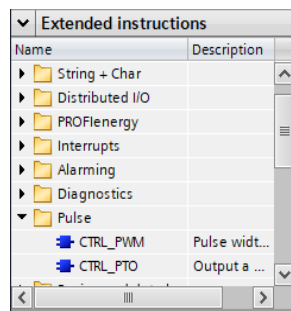 Extended instructions
Name Description
String + Char
Distributed I/O
PROFIenergy
Interrupts
Alarming
Diagnostics
Pulse
CTRL_PWM Pulse widt...
CTRL_PTO Output a ...